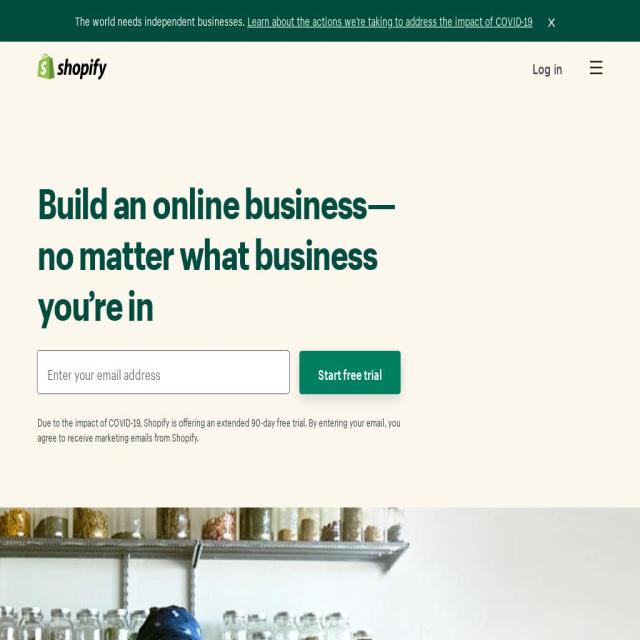 The world needs independent businesses. Learn about the actions we're taking to address the impact of COVID-19 X
shopify
Log in
Build an online business—
no matter what business
you're in
Enter your email address
Start free trial
Due to the impact of COVID-19, Shopify is offering an extended 90-day free trial. By entering your email, you
agree to receive marketing emails from Shopify.